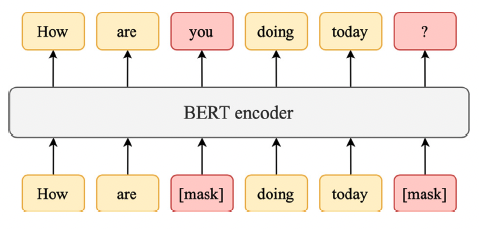 How are you doing today ?
BERT encoder
How are [mask] doing today [mask]